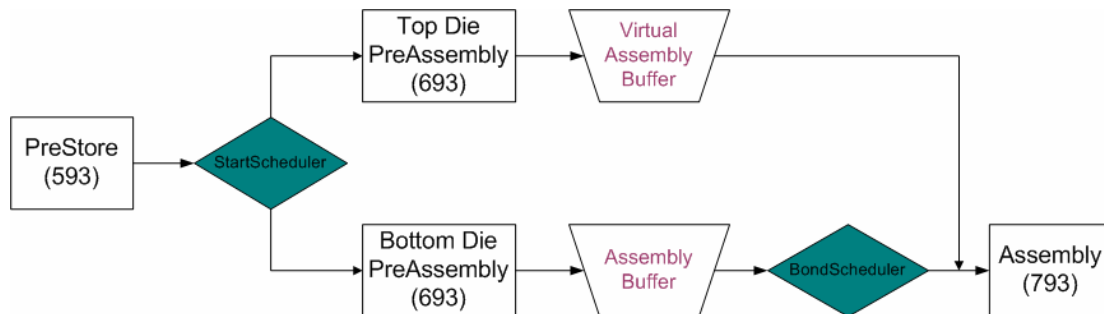 PreStore
(593)
StartScheduler
Top Die
PreAssembly
(693)
Virtual
Assembly
Buffer
Bottom Die
PreAssembly
(693)
Assembly
Buffer
BondScheduler
Assembly
(793)